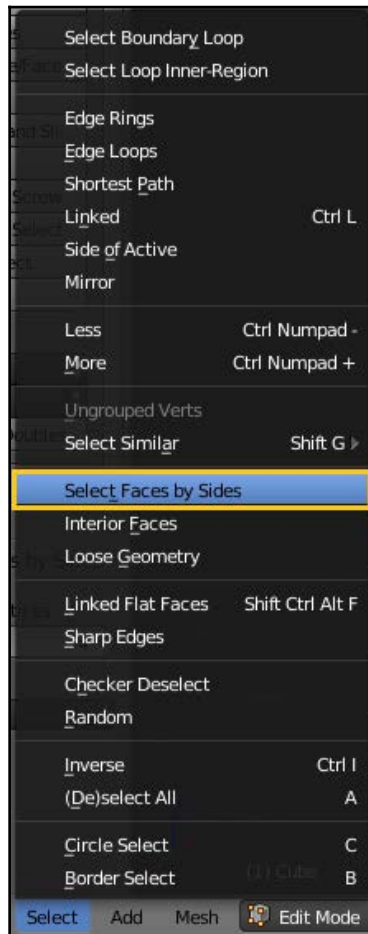 Select Boundary Loop
Select Loop Inner-Region
Edge Rings
Edge Loops
Shortest Path
Linked Ctrl L
Side of Active
Mirror
Less Ctrl Numpad -
More Ctrl Numpad +
Ungrouped Verts
Select Similar Shift G
Select Faces by Sides
Interior Faces
Loose Geometry
Linked Flat Faces Shift Ctrl Alt F
Sharp Edges
Checker Deselect
Random
Inverse Ctrl I
(De)select All A
Circle Select C
(1) Cube
Border Select B
Select Add Mesh Edit Mode